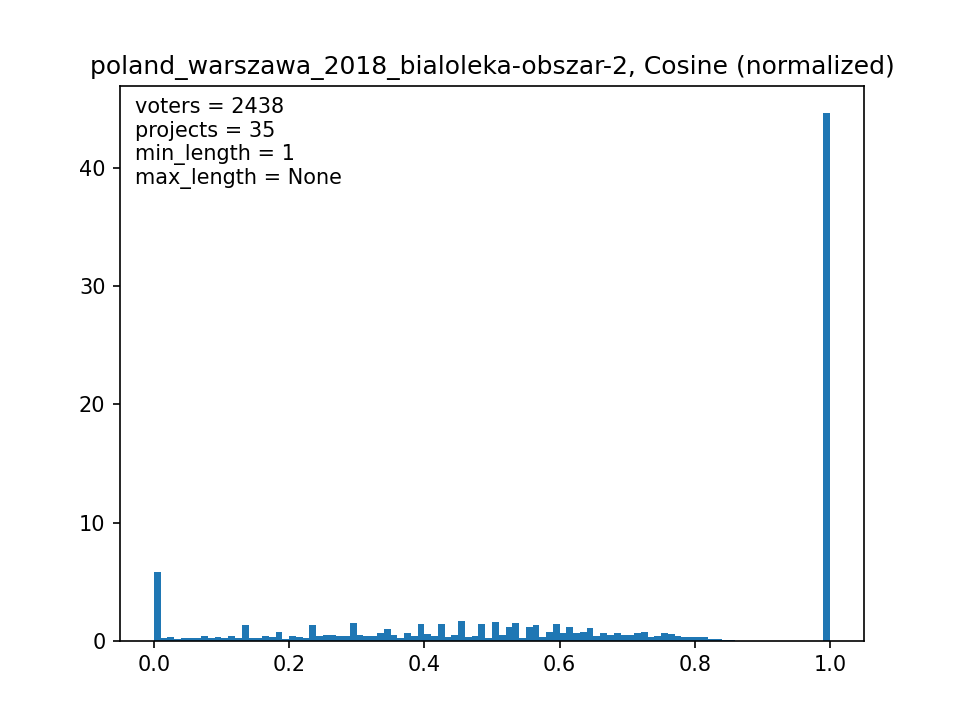 poland_warszawa_2018_bialoleka-obszar-2, Cosine (normalized)
voters = 2438
projects = 35
min_length = 1
max_length = None
40
30
20
10
0
0.0 0.2 0.4 0.6 0.8 1.0